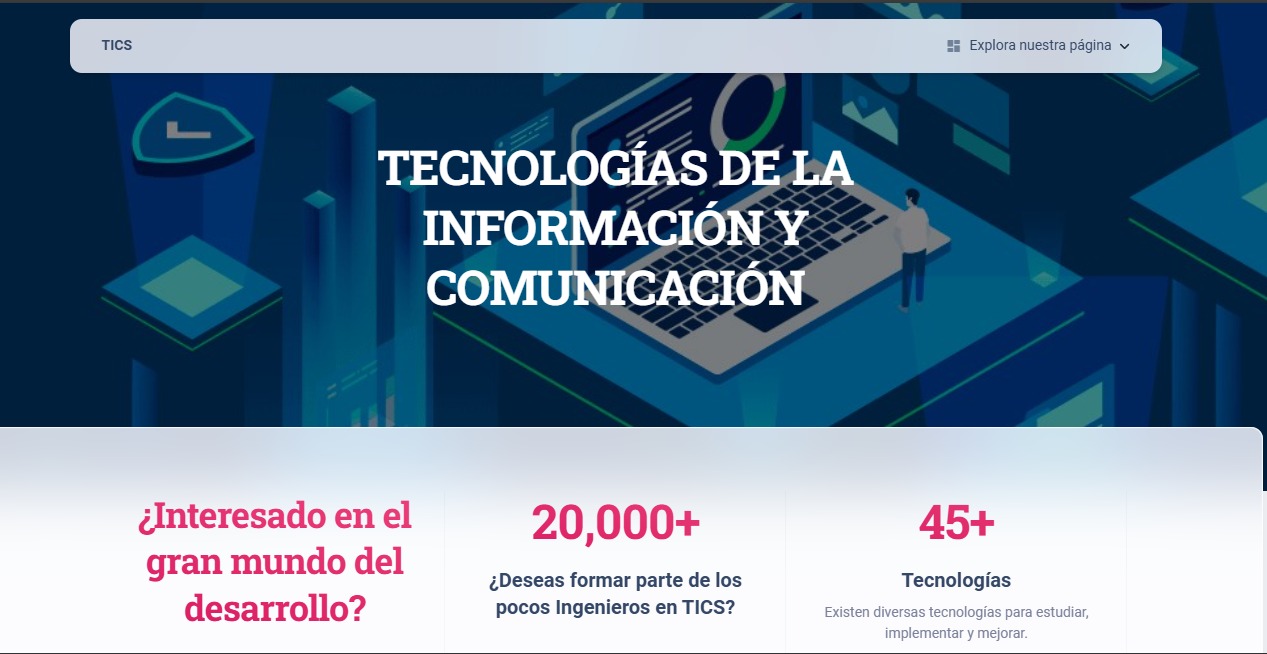 TICS
Explora nuestra página
TECNOLOGÍAS DE LA
INFORMACIÓN Y
COMUNICACIÓN
¿Interesado en el
gran mundo del
desarrollo?
20,000+
¿Deseas formar parte de los
pocos Ingenieros en TICS?
45+
Tecnologías
Existen diversas tecnologías para estudiar,
implementar y mejorar.